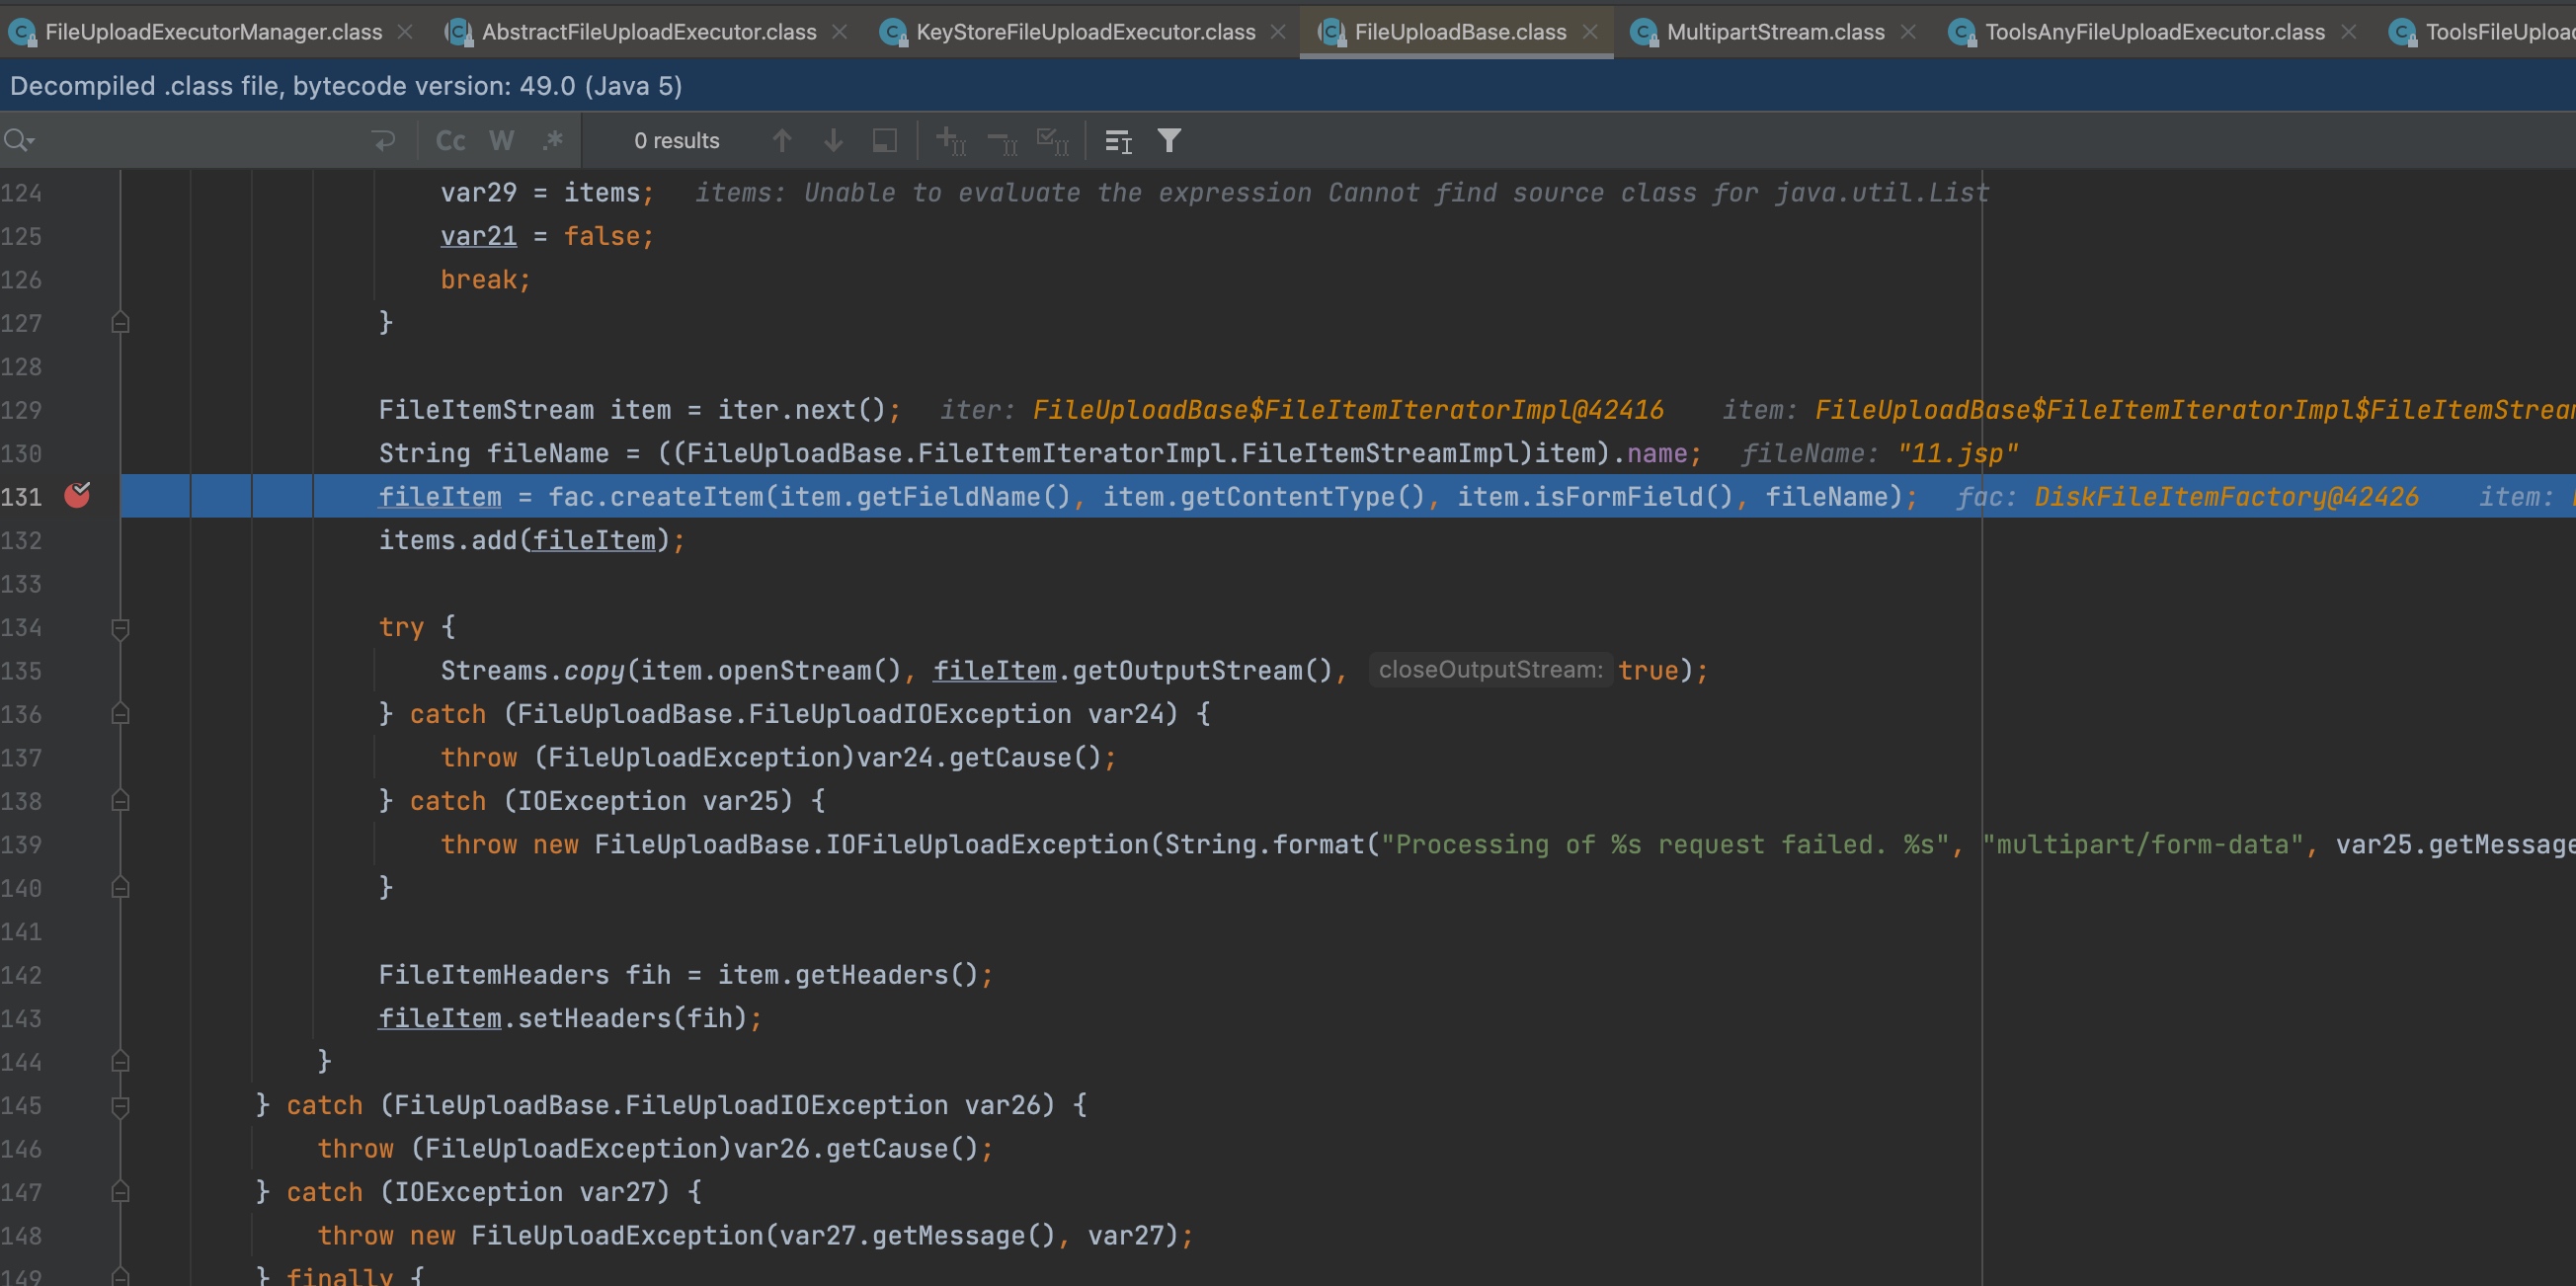 FileUploadExecutorManager.class AbstractFileUploadExecutor.class KeyStoreFileUploadExecutor.class FileUploadBase.class MultipartStream.class ToolsAnyFileUploadExecutor.class ToolsFileUploa
Decompiled .class file, bytecode version: 49.0 (Java 5)
Cc W .* 0 results
124 var29 = items; items: Unable to evaluate the expression Cannot find source class for java.util.List
125 var21 = false;
126 break;
127 }
128
129 FileItemStream item = iter.next(); iter: FileUploadBase$FileItemIteratorImpl@42416 item: FileUploadBase$FileItemIteratorImpl$FileItemStream
130 String fileName = ((FileUploadBase.FileItemIteratorImpl.FileItemStreamImpl)item).name; fileName: "11.jsp"
131 fileItem = fac.createItem(item.getFieldName(), item.getContentType(), item.isFormField(), fileName); fac: DiskFileItemFactory@42426 item:
132 items.add(fileItem);
133
134 try {
135 Streams.copy(item.openStream(), fileItem.getOutputStream(), closeOutputStream: true);
136 } catch (FileUploadBase.FileUploadIOException var24) {
137 throw (FileUploadException)var24.getCause();
138 } catch (IOException var25) {
139 throw new FileUploadBase.IOFileUploadException(String.format("Processing of %s request failed. %s", "multipart/form-data", var25.getMessage
140 }
141
142 FileItemHeaders fih = item.getHeaders();
143 fileItem.setHeaders(fih);
144 }
145 } catch (FileUploadBase.FileUploadIOException var26) {
146 throw (FileUploadException)var26.getCause();
147 } catch (IOException var27) {
148 throw new FileUploadException(var27.getMessage(), var27);
149 } finally {